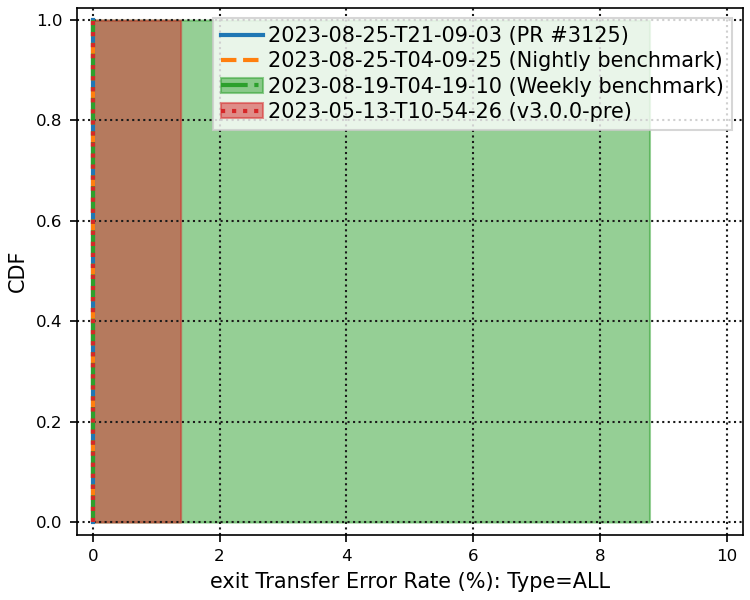 2023-08-25-T21-09-03 (PR #3125)
2023-08-25-T04-09-25 (Nightly benchmark)
2023-08-19-T04-19-10 (Weekly benchmark)
2023-05-13-T10-54-26 (v3.0.0-pre)
CDF
1.0
0.8
0.6
0.4
0.2
0.0
0 2 4 6 8 10
exit Transfer Error Rate (%): Type=ALL